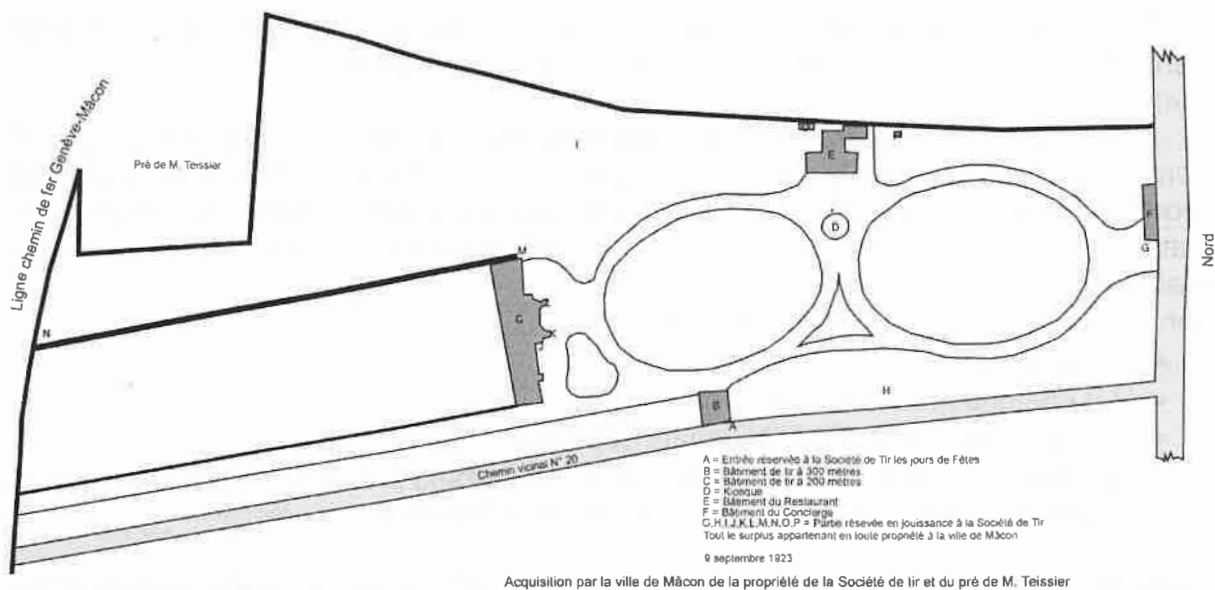 Ligne chemin de fer Genève-Mâcon
Pré de M. Teissier
I
E
P
D
F
G
Nord
M
N
C
L
K
J
H
B
A
Chemin vicinal N° 20
A = Entrée réservée à la Société de Tir les jours de Fêtes
B = Bâtiment de tir à 300 mètres
C = Bâtiment de tir à 200 mètres
D = Kiosque
E = Bâtiment du Restaurant
F = Bâtiment du Concierge
G,H,I,J,K,L,M,N,O,P = Partie résevée en jouissance à la Société de Tir
Tout le surplus appartenant en toute propriété à la ville de Mâcon
9 septembre 1923
Acquisition par la ville de Mâcon de la propriété de la Société de tir et du pré de M. Teissier